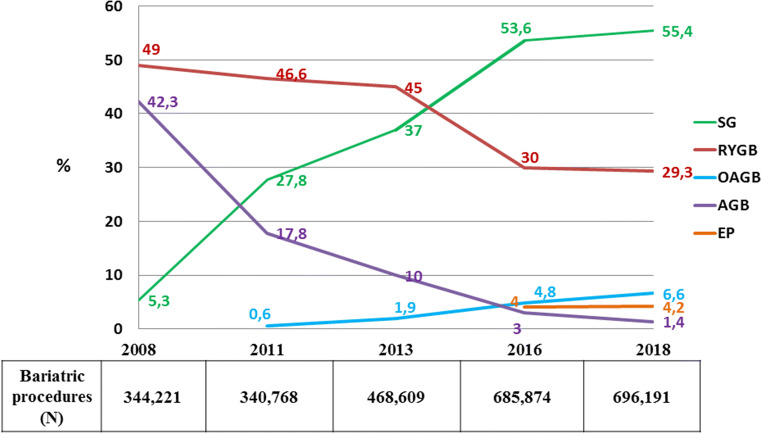 60
50
40
30
20
10
0
%
49
46,6
45
30
29,3
42,3
17,8
10
3
1,4
5,3
27,8
37
53,6
55,4
0,6
1,9
4,8
6,6
4
4,2
SG
RYGB
OAGB
AGB
EP
2008 2011 2013 2016 2018
Bariatric
procedures
(N)
344,221 340,768 468,609 685,874 696,191